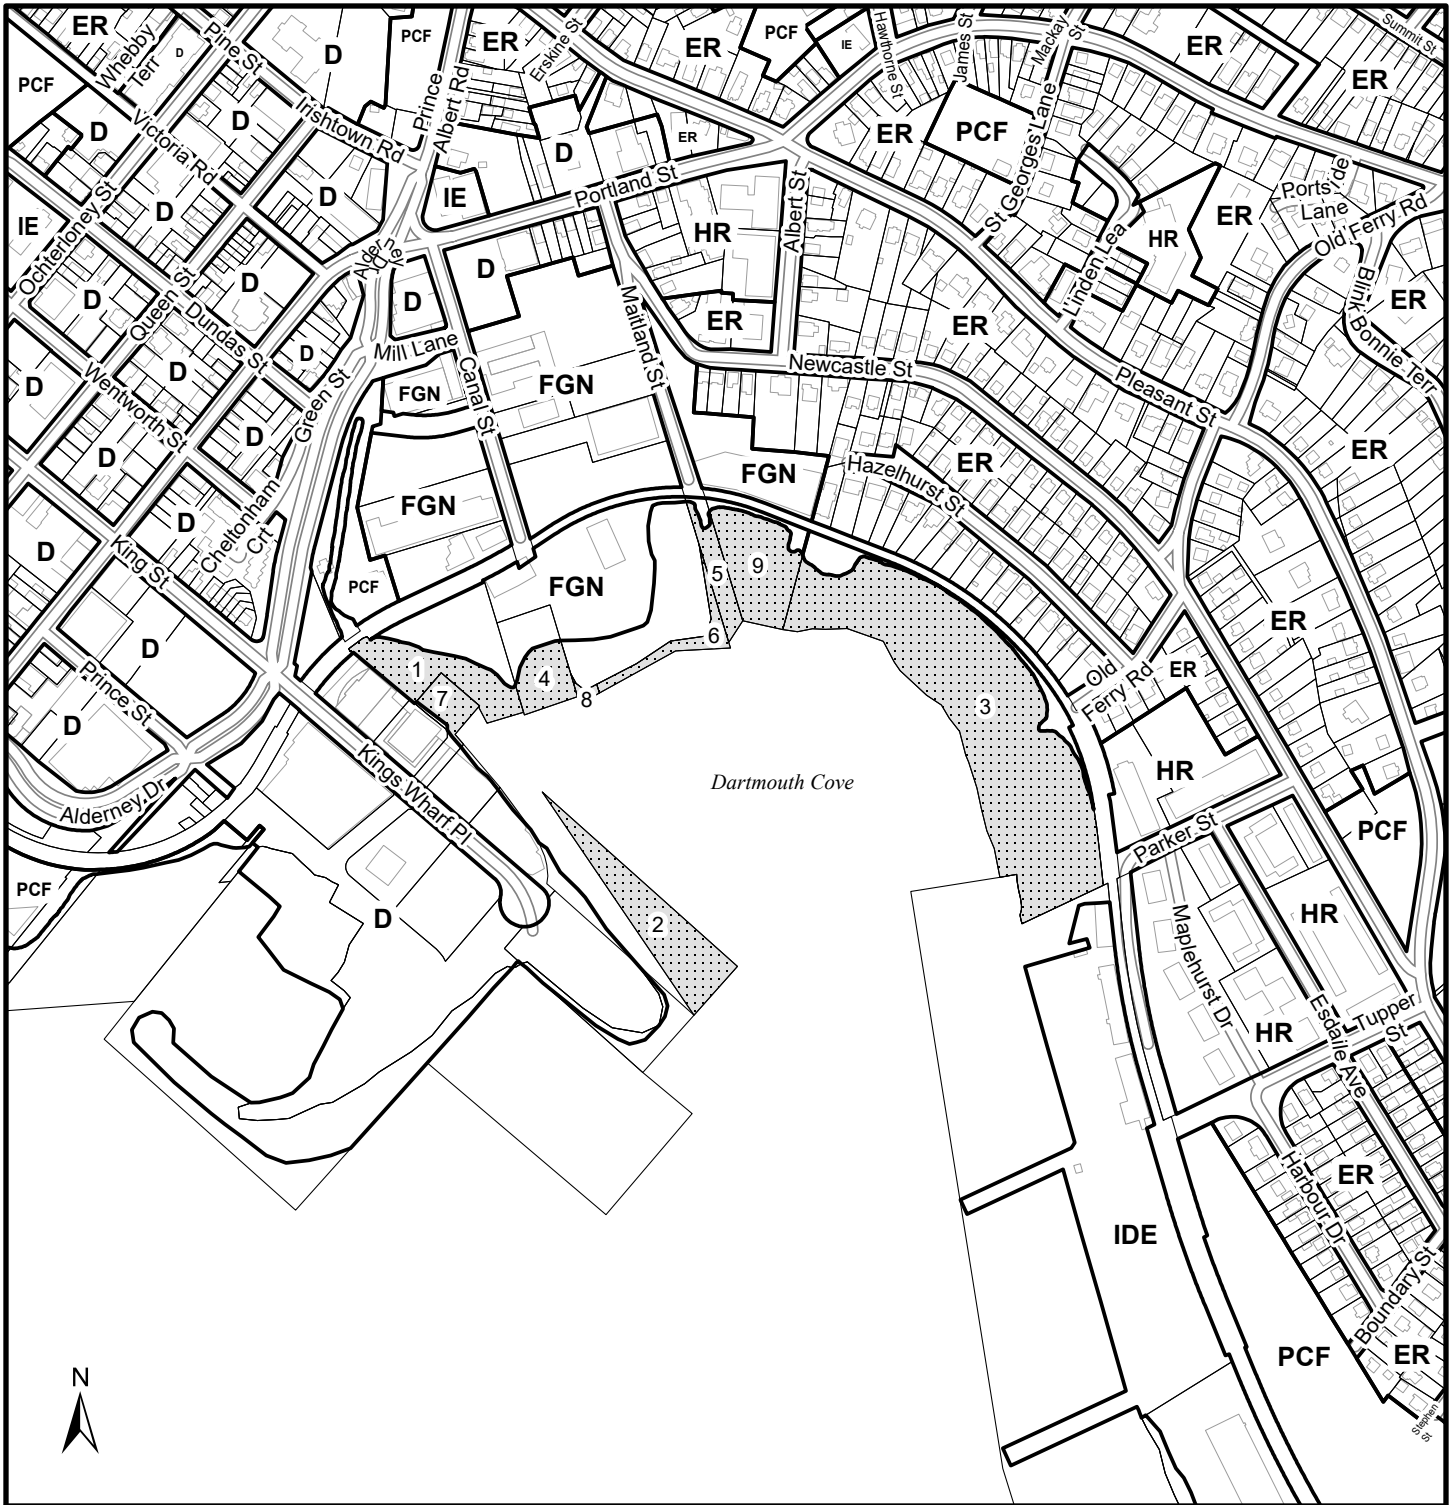 ER
Whebby
Terr
D
Pine St
D
PCF
Prince
Albert Rd
ER
Erskine St
ER
PCF
IE
Hawthorne St
James St
Mackay
St
ER
Summit St
ER
PCF
D
Victoria Rd
D
Irishtown Rd
D
IE
D
ER
ER
PCF
St Georges Lane
Portland St
Albert St
HR
Linden Lea
HR
ER
Ports
de
Lane
Old Ferry Rd
IE
Ochterloney St
D
D
Alderney
D
D
D
Queen St
Dundas St
D
Mill Lane
Canal St
FGN
FGN
Maitland St
ER
Newcastle St
ER
Pleasant St
ER
Blink Bonnie Terr
D
Wentworth St
D
D
D
Green St
FGN
FGN
Hazelhurst St
ER
ER
D
D
Cheltonham
Crt
King St
PCF
FGN
5
9
6
ER
D
Prince St
D
1
7
4
8
3
Old
Ferry Rd
ER
Alderney Dr
Kings Wharf Pl
Dartmouth Cove
HR
Parker St
PCF
PCF
D
2
HR
Maplehurst Dr
HR
Esdaile Ave
Tupper
St
ER
Harbour Dr
IDE
Boundary St
ER
PCF
Stephen
St
N